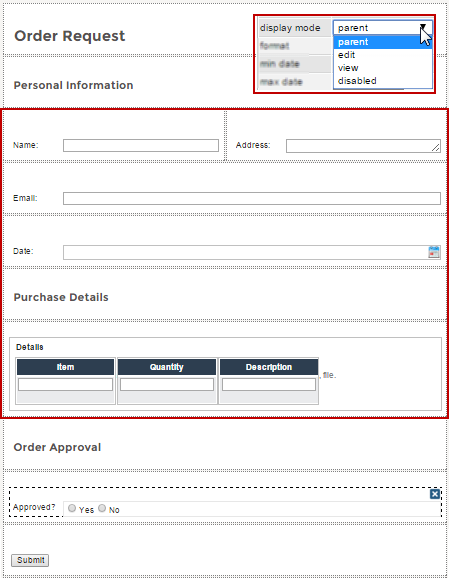 Order Request
display mode parent
parent
format edit
min date view
max date disabled
Personal Information
Name: Address:
Email:
Date:
Purchase Details
Details
Item Quantity Description
file.
Order Approval
Approved? Yes No
Submit